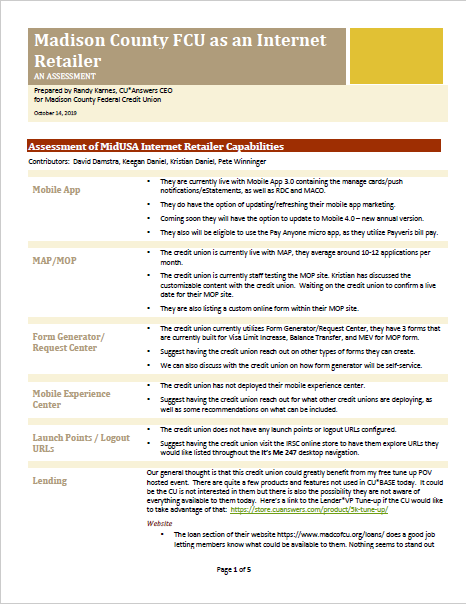 Madison County FCU as an Internet
Retailer
AN ASSESSMENT
Prepared by Randy Karnes, CU*Answers CEO
for Madison County Federal Credit Union
October 14, 2019
Assessment of MidUSA Internet Retailer Capabilities
Contributors: David Damstra, Keegan Daniel, Kristian Daniel, Pete Winninger
Mobile App
• They are currently live with Mobile App 3.0 containing the manage cards/push
notifications/eStatements, as well as RDC and MACO.
• They do have the option of updating/refreshing their mobile app marketing.
• Coming soon they will have the option to update to Mobile 4.0 – new annual version.
• They also will be eligible to use the Pay Anyone micro app, as they utilize Payveris bill pay.
MAP/MOP
• The credit union is currently live with MAP, they average around 10-12 applications per
month.
• The credit union is currently staff testing the MOP site. Kristian has discussed the
customizable content with the credit union. Waiting on the credit union to confirm a live
date for their MOP site.
• They are also listing a custom online form within their MOP site.
Form Generator/
Request Center
• The credit union currently utilizes Form Generator/Request Center, they have 3 forms that
are currently built for Visa Limit Increase, Balance Transfer, and MEV for MOP form.
• Suggest having the credit union reach out on other types of forms they can create.
• We can also discuss with the credit union on how form generator will be self-service.
Mobile Experience
Center
• The credit union has not deployed their mobile experience center.
• Suggest having the credit union reach out for what other credit unions are deploying, as
well as some recommendations on what can be included.
Launch Points / Logout
URLs
• The credit union does not have any launch points or logout URLs configured.
• Suggest having the credit union visit the IRSC online store to have them explore URLs they
would like listed throughout the It's Me 247 desktop navigation.
Lending
Our general thought is that this credit union could greatly benefit from my free tune up POV
hosted event. There are quite a few products and features not used in CU*BASE today. It could
be the CU is not interested in them but there is also the possibility they are not aware of
everything available to them today. Here's a link to the Lender*VP Tune-up if the CU would like
to take advantage of that: https://store.cuanswers.com/product/5k-tune-up/
Website
• The loan section of their website https://www.madcofcu.org/loans/ does a good job
letting members know what could be available to them. Nothing seems to stand out
Page 1 of 5